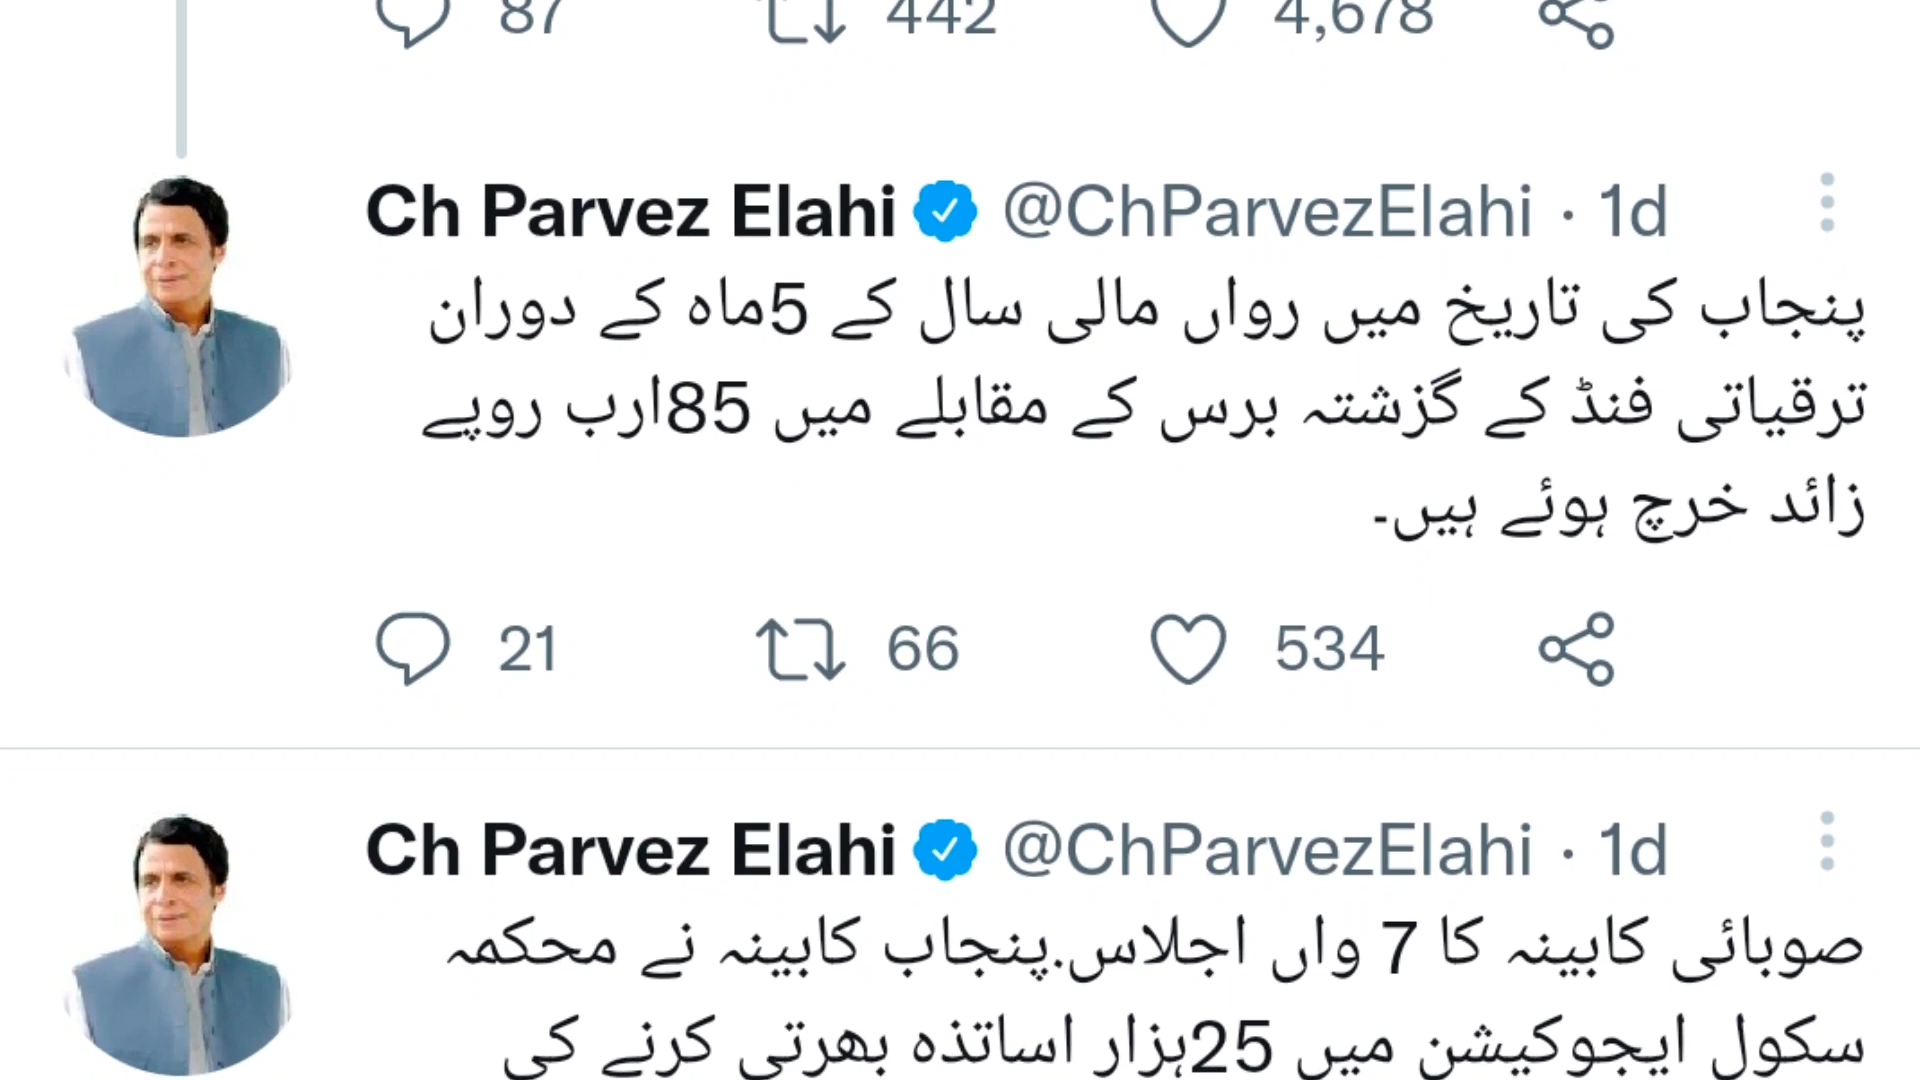 87 442 4,678
Ch Parvez Elahi @ChParvezElahi · 1d
پنجاب کی تاریخ میں رواں مالی سال کے 5ماہ کے دوران
ترقیاتی فنڈ کے گزشتہ برس کے مقابلے میں 85ارب روپے
زائد خرچ ہوئے ہیں۔
21 66 534
Ch Parvez Elahi @ChParvezElahi · 1d
صوبائی کابینہ کا 7 واں اجلاس.پنجاب کابینہ نے محکمہ
سکول ایجوکیشن میں 25ہزار اساتذہ بھرتی کرنے کی